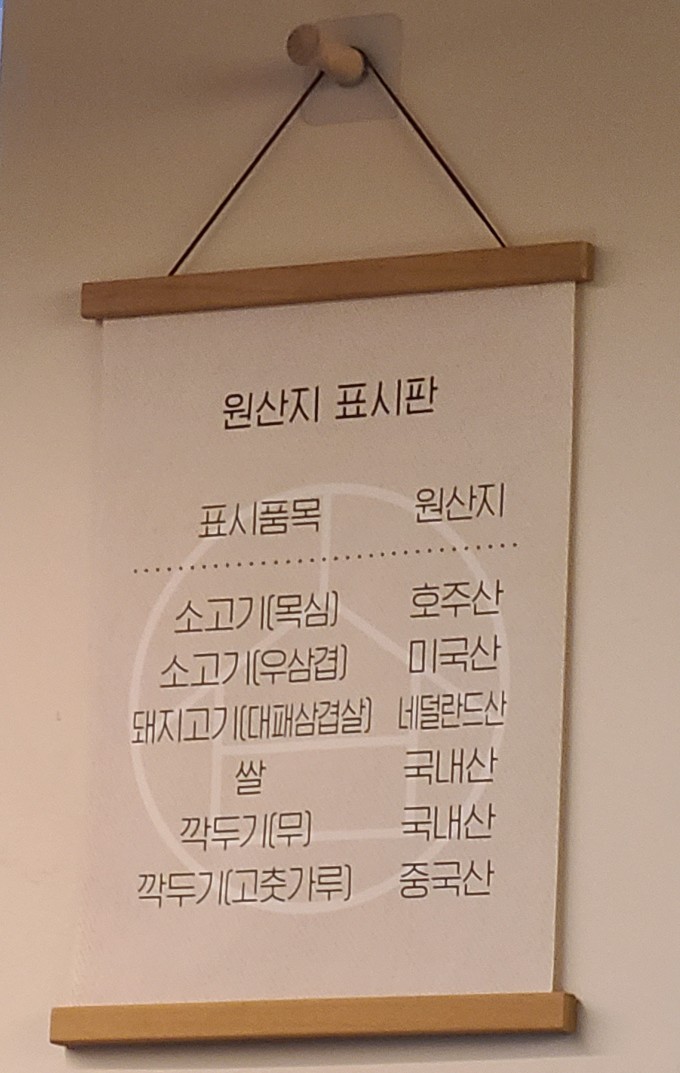 원산지 표시판
표시품목 원산지
소고기(목심) 호주산
소고기(우삼겹) 미국산
돼지고기(대패삼겹살) 네덜란드산
쌀 국내산
깍두기(무) 국내산
깍두기(고춧가루) 중국산